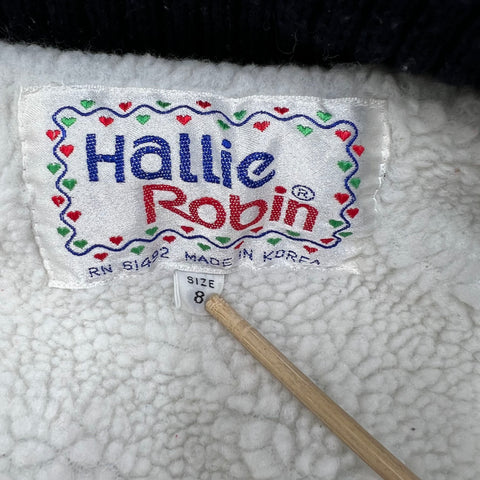 Hallie
Robin®
RN 51492 MADE IN KOREA
SIZE
8